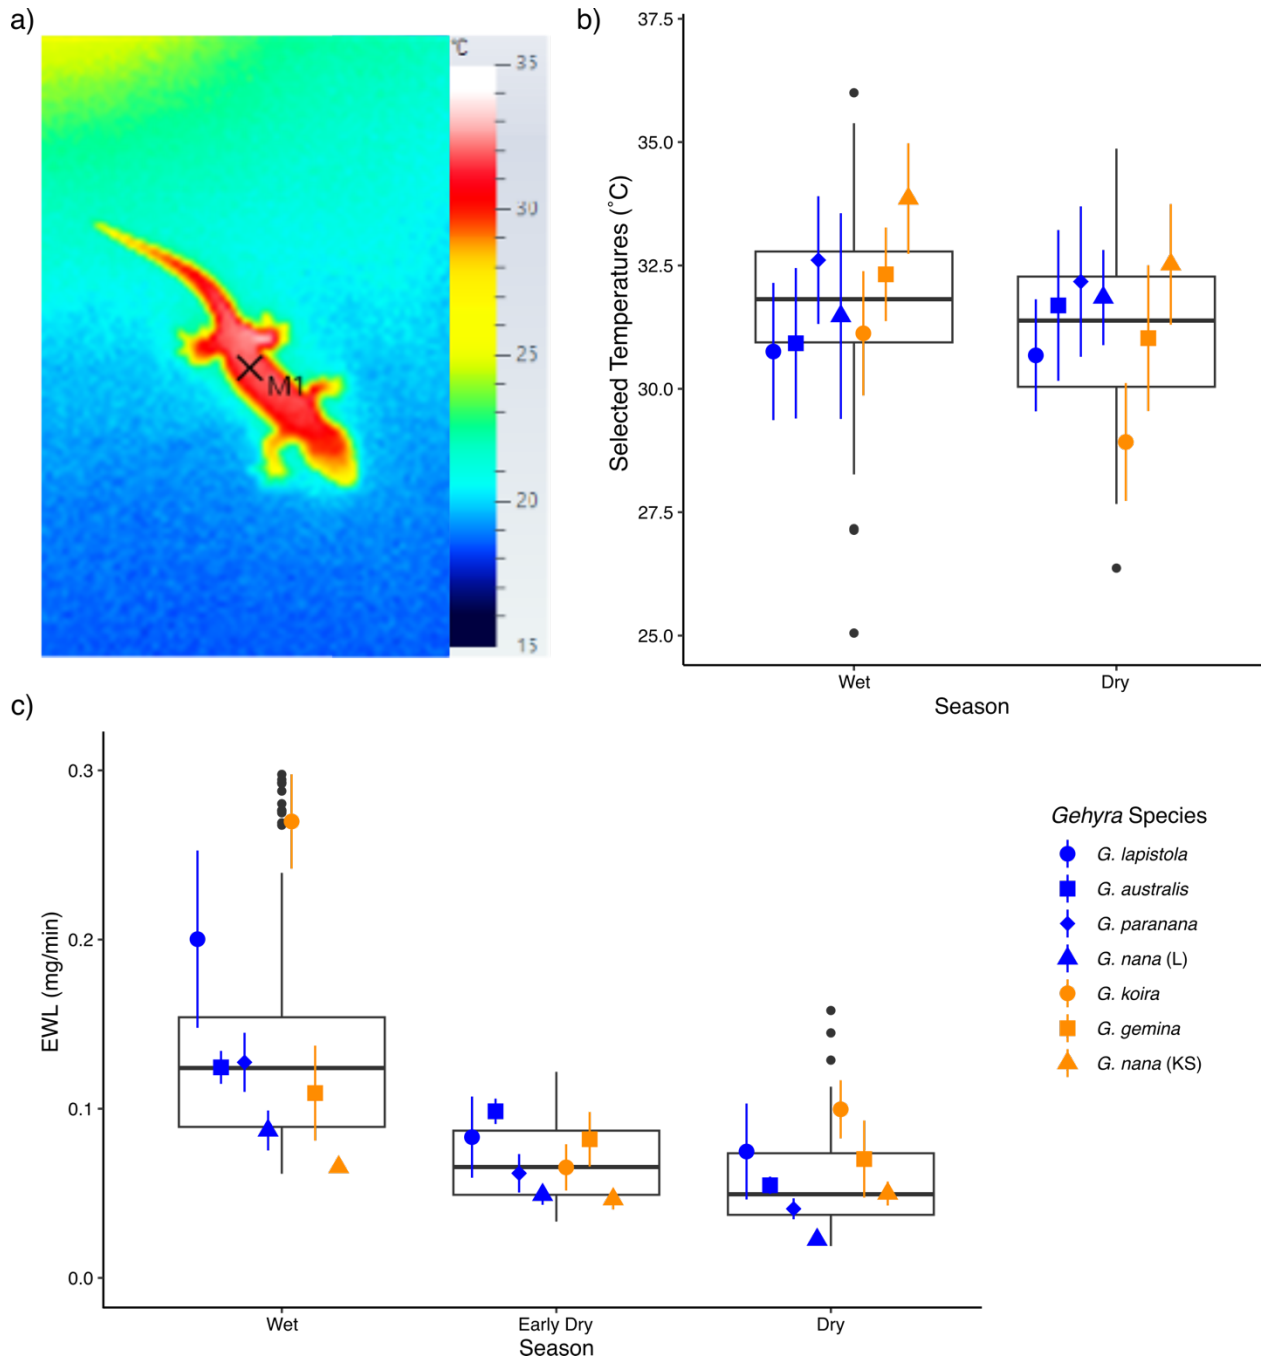 a)
°C
35
30
25
20
15
M1
b)
37.5
35.0
32.5
30.0
27.5
25.0
Selected Temperatures (˚C)
Wet
Dry
Season
c)
0.3
0.2
0.1
0.0
EWL (mg/min)
Wet
Early Dry
Dry
Season
Gehyra Species
G. lapistola
G. australis
G. paranana
G. nana (L)
G. koira
G. gemina
G. nana (KS)